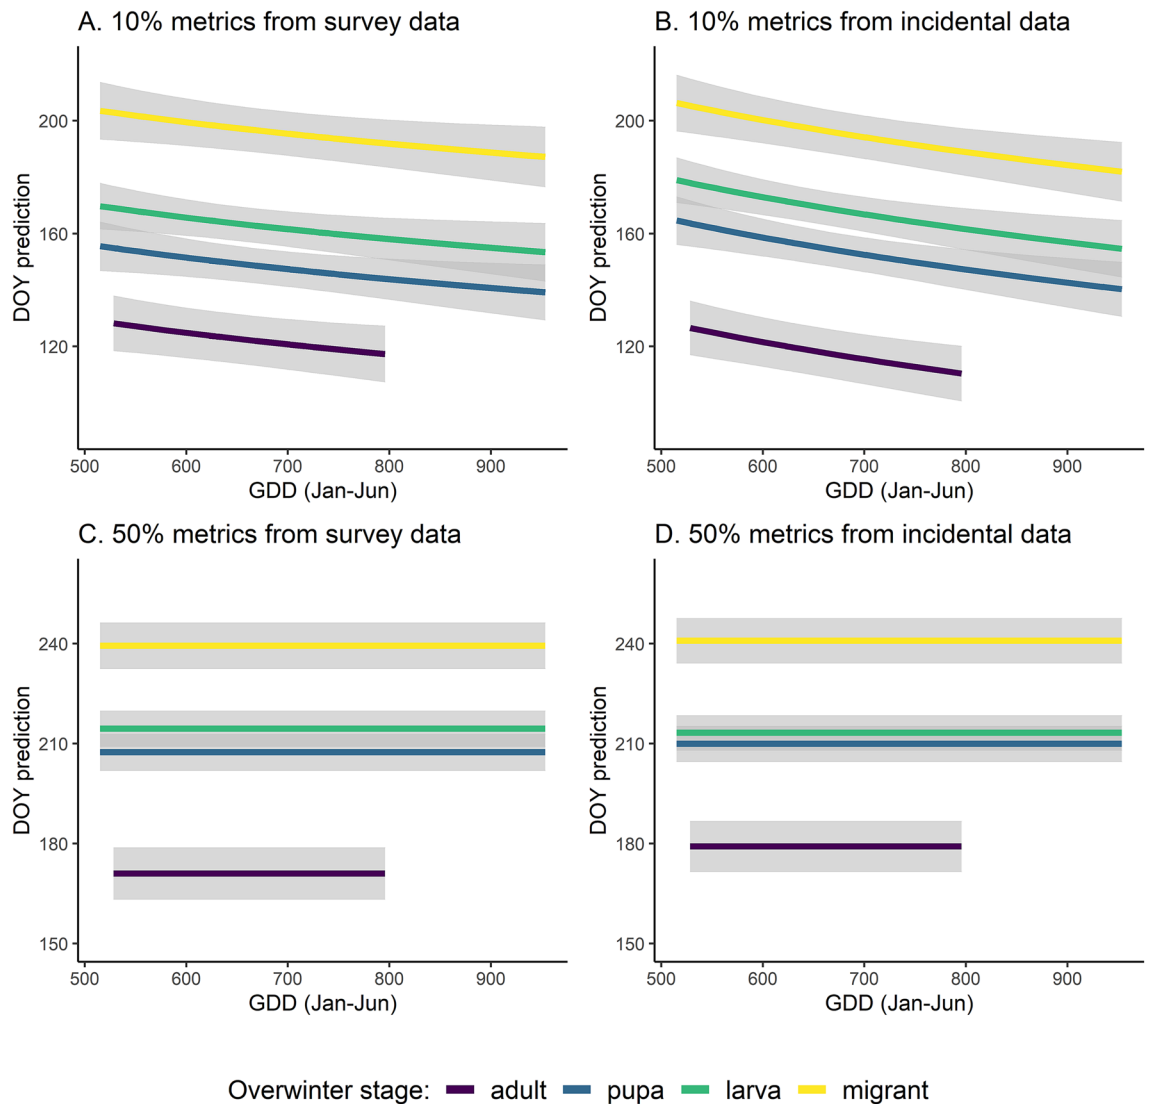 A. 10% metrics from survey data
B. 10% metrics from incidental data
DOY prediction
200
160
120
500 600 700 800 900
GDD (Jan-Jun)
DOY prediction
200
160
120
500 600 700 800 900
GDD (Jan-Jun)
C. 50% metrics from survey data
D. 50% metrics from incidental data
DOY prediction
240
210
180
150
500 600 700 800 900
GDD (Jan-Jun)
DOY prediction
240
210
180
150
500 600 700 800 900
GDD (Jan-Jun)
Overwinter stage: adult pupa larva migrant